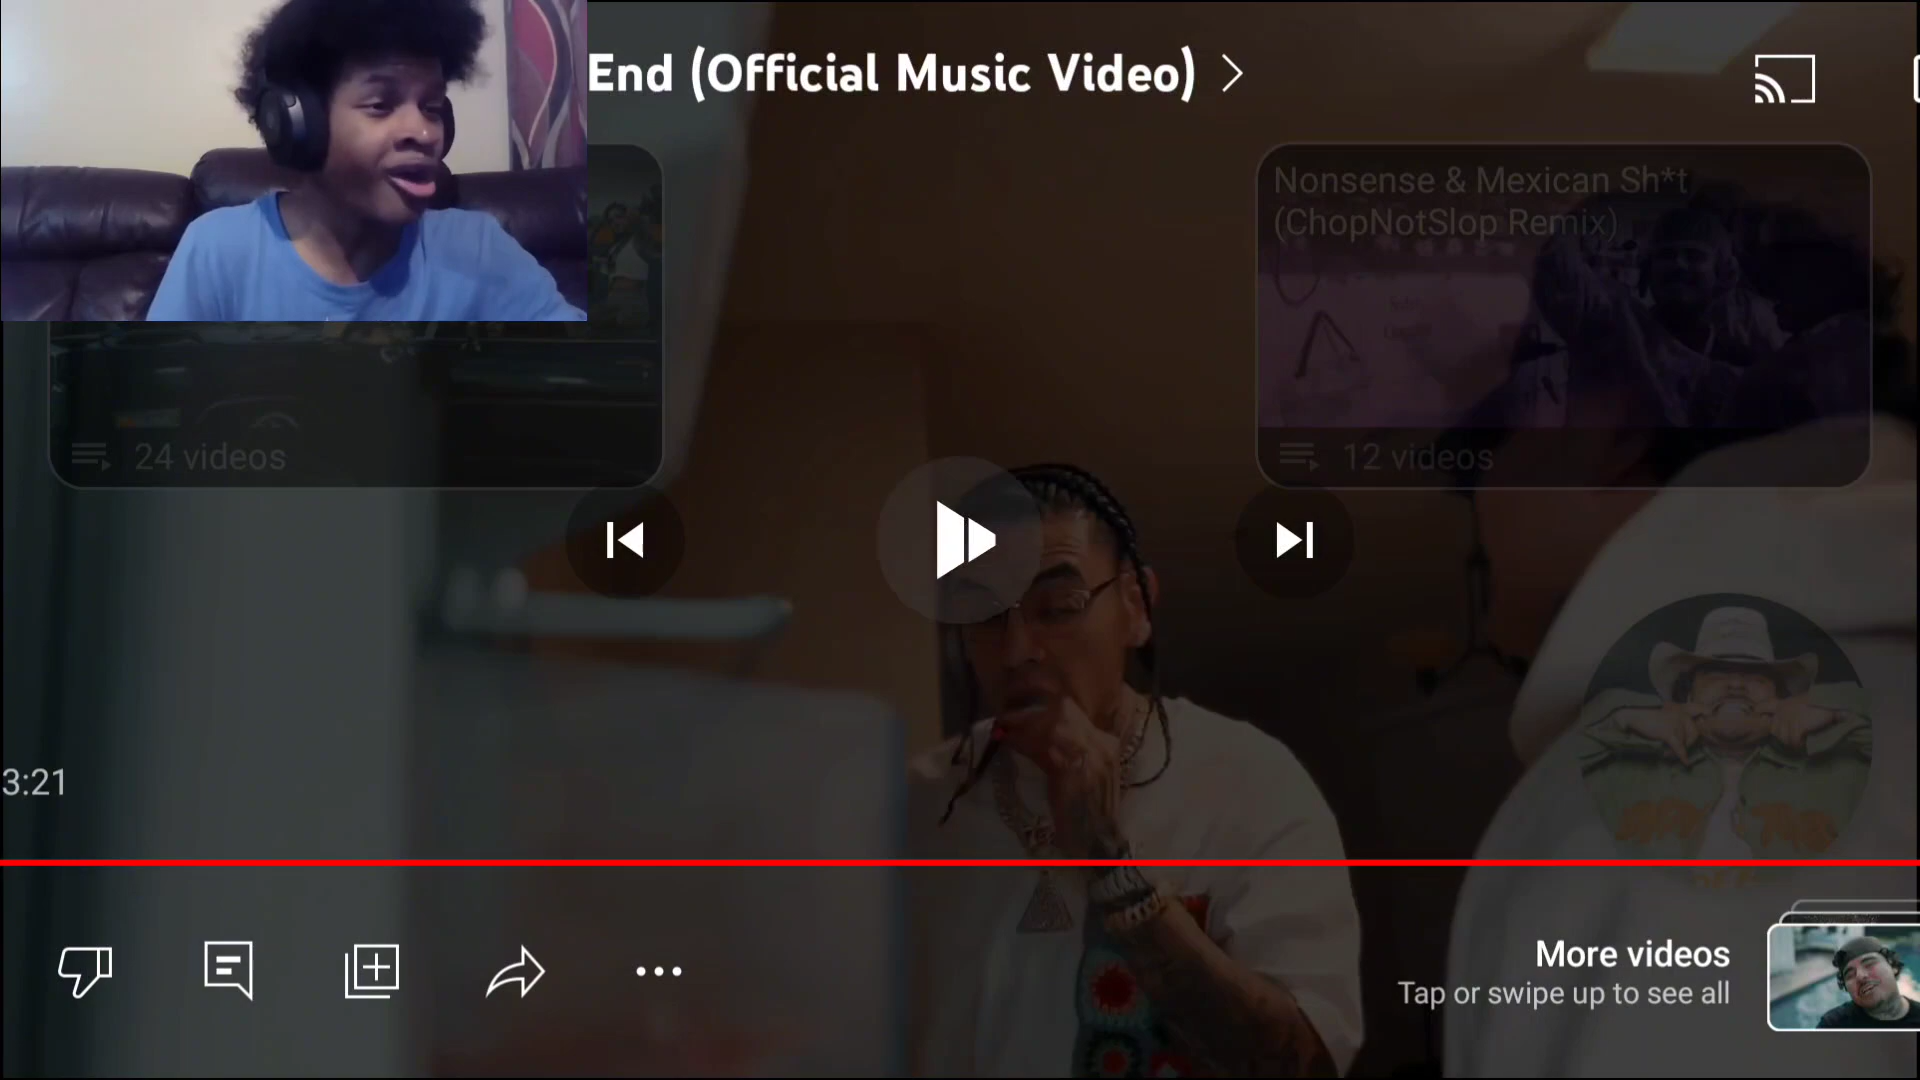 End (Official Music Video)
Nonsense & Mexican Sh*t
(ChopNotSlop Remix)
24 videos
12 videos
3:21
More videos
Tap or swipe up to see all